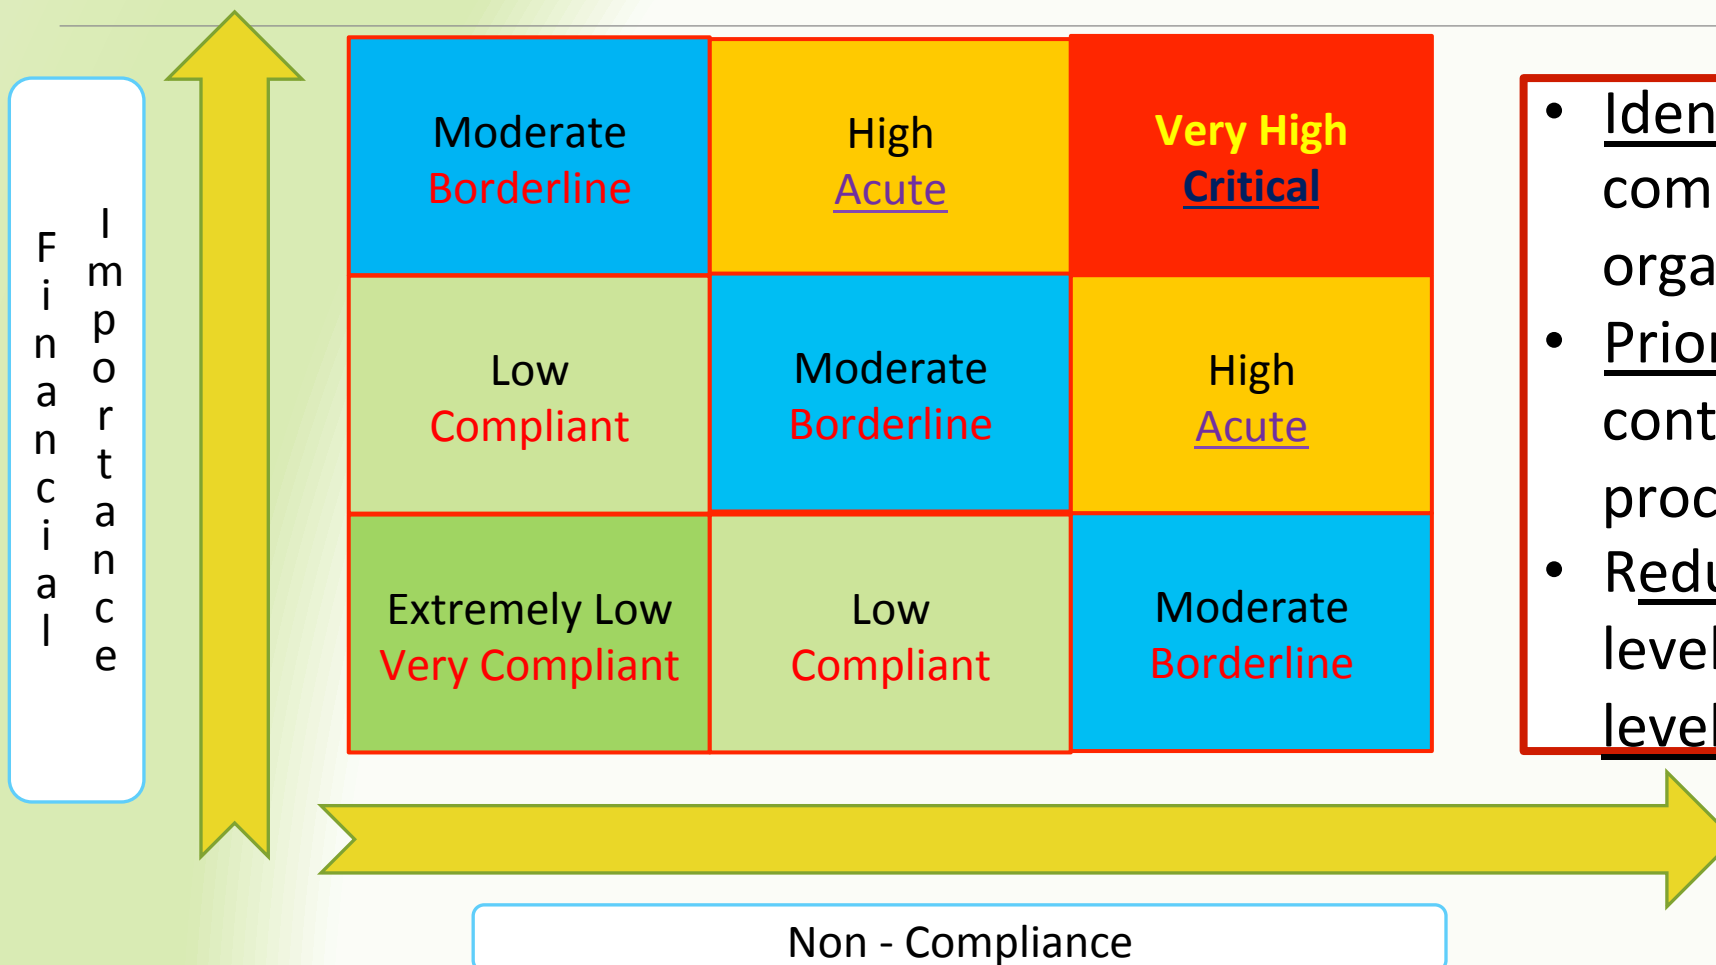 Financial
Importance
Moderate
Borderline
High
Acute
Very High
Critical
Low
Compliant
Moderate
Borderline
High
Acute
Extremely Low
Very Compliant
Low
Compliant
Moderate
Borderline
Non - Compliance